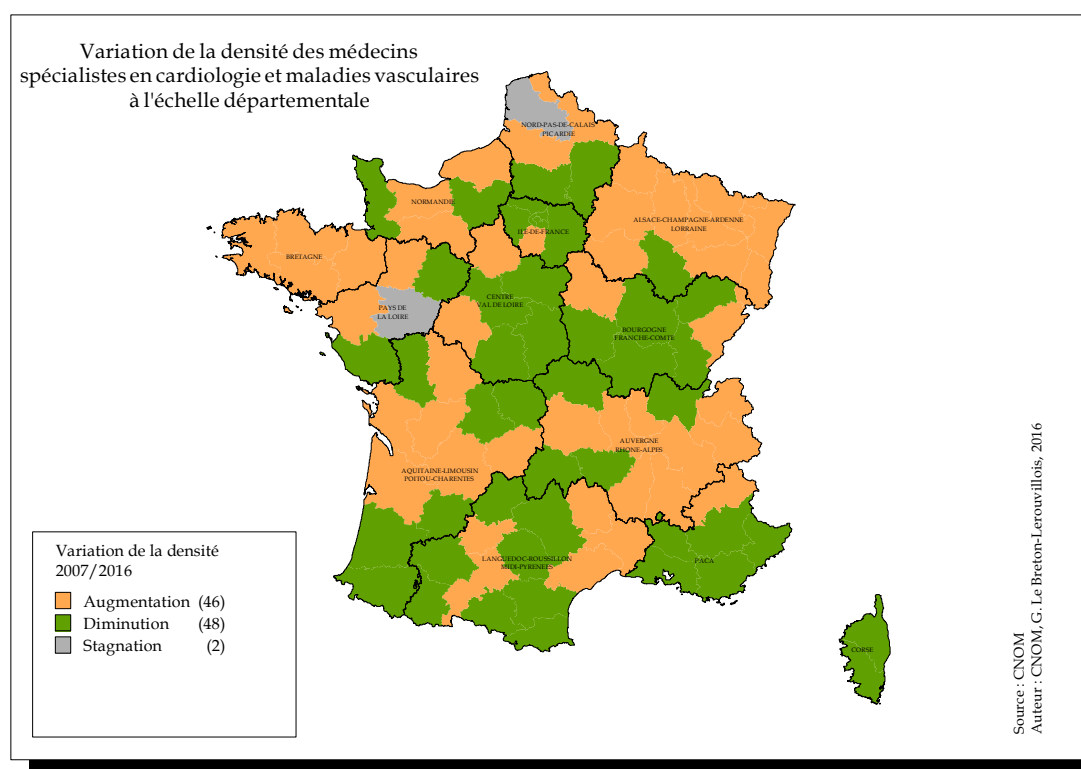 Variation de la densité des médecins
spécialistes en cardiologie et maladies vasculaires
à l'échelle départementale
NORD-PAS-DE-CALAIS
PICARDIE
NORMANDIE
ILE-DE-FRANCE
ALSACE-CHAMPAGNE-ARDENNE
LORRAINE
BRETAGNE
PAYS DE
LA LOIRE
CENTRE
VAL DE LOIRE
BOURGOGNE
FRANCHE-COMTÉ
AQUITAINE-LIMOUSIN
POITOU-CHARENTES
AUVERGNE
RHONE-ALPES
LANGUEDOC-ROUSSILLON
MIDI-PYRENEES
PACA
CORSE
Variation de la densité
2007/2016
Augmentation (46)
Diminution (48)
Stagnation (2)
Source : CNOM
Auteur : CNOM, G. Le Breton-Lerouvillois, 2016